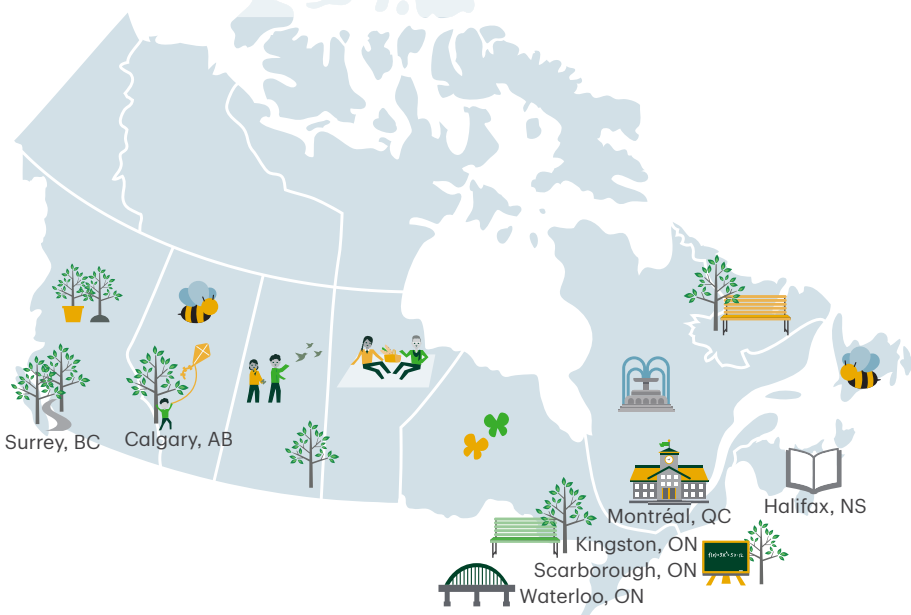 Surrey, BC
Calgary, AB
Halifax, NS
Montréal, QC
Kingston, ON
Scarborough, ON
Waterloo, ON